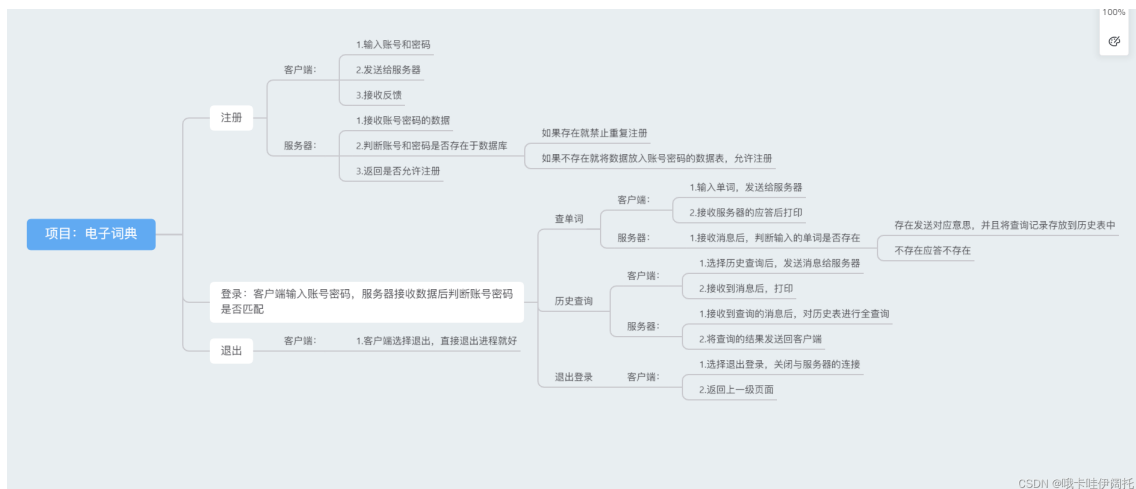 100%
项目：电子词典
注册
客户端：
1.输入账号和密码
2.发送给服务器
3.接收反馈
服务器：
1.接收账号密码的数据
2.判断账号和密码是否存在于数据库
如果存在就禁止重复注册
如果不存在就将数据放入账号密码的数据表，允许注册
3.返回是否允许注册
登录：客户端输入账号密码，服务器接收数据后判断账号密码
是否匹配
查单词
客户端：
1.输入单词，发送给服务器
2.接收服务器的应答后打印
服务器：
1.接收消息后，判断输入的单词是否存在
存在发送对应意思，并且将查询记录存放到历史表中
不存在应答不存在
历史查询
客户端：
1.选择历史查询后，发送消息给服务器
2.接收到消息后，打印
服务器：
1.接收到查询的消息后，对历史表进行全查询
2.将查询的结果发送回客户端
退出登录
客户端：
1.选择退出登录，关闭与服务器的连接
2.返回上一级页面
退出
客户端：
1.客户端选择退出，直接退出进程就好
CSDN @哦卡哇伊阔托